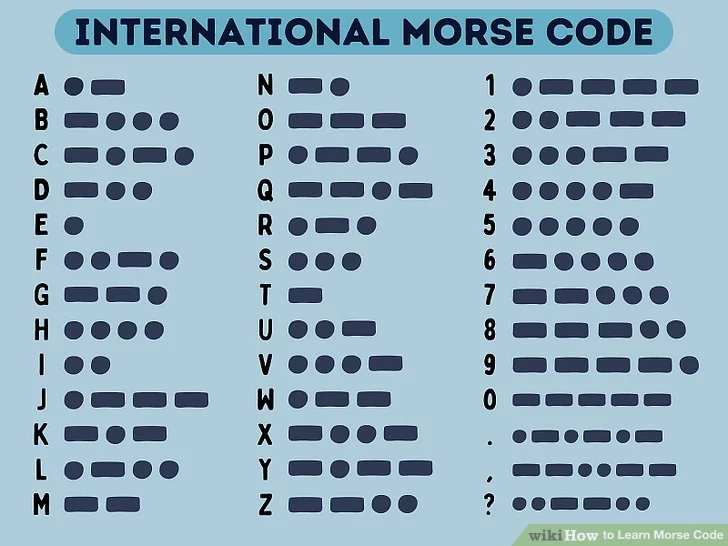 INTERNATIONAL MORSE CODE
A
B
C
D
E
F
G
H
I
J
K
L
M
N
O
P
Q
R
S
T
U
V
W
X
Y
Z
1
2
3
4
5
6
7
8
9
0
.
,
?
wikiHow to Learn Morse Code